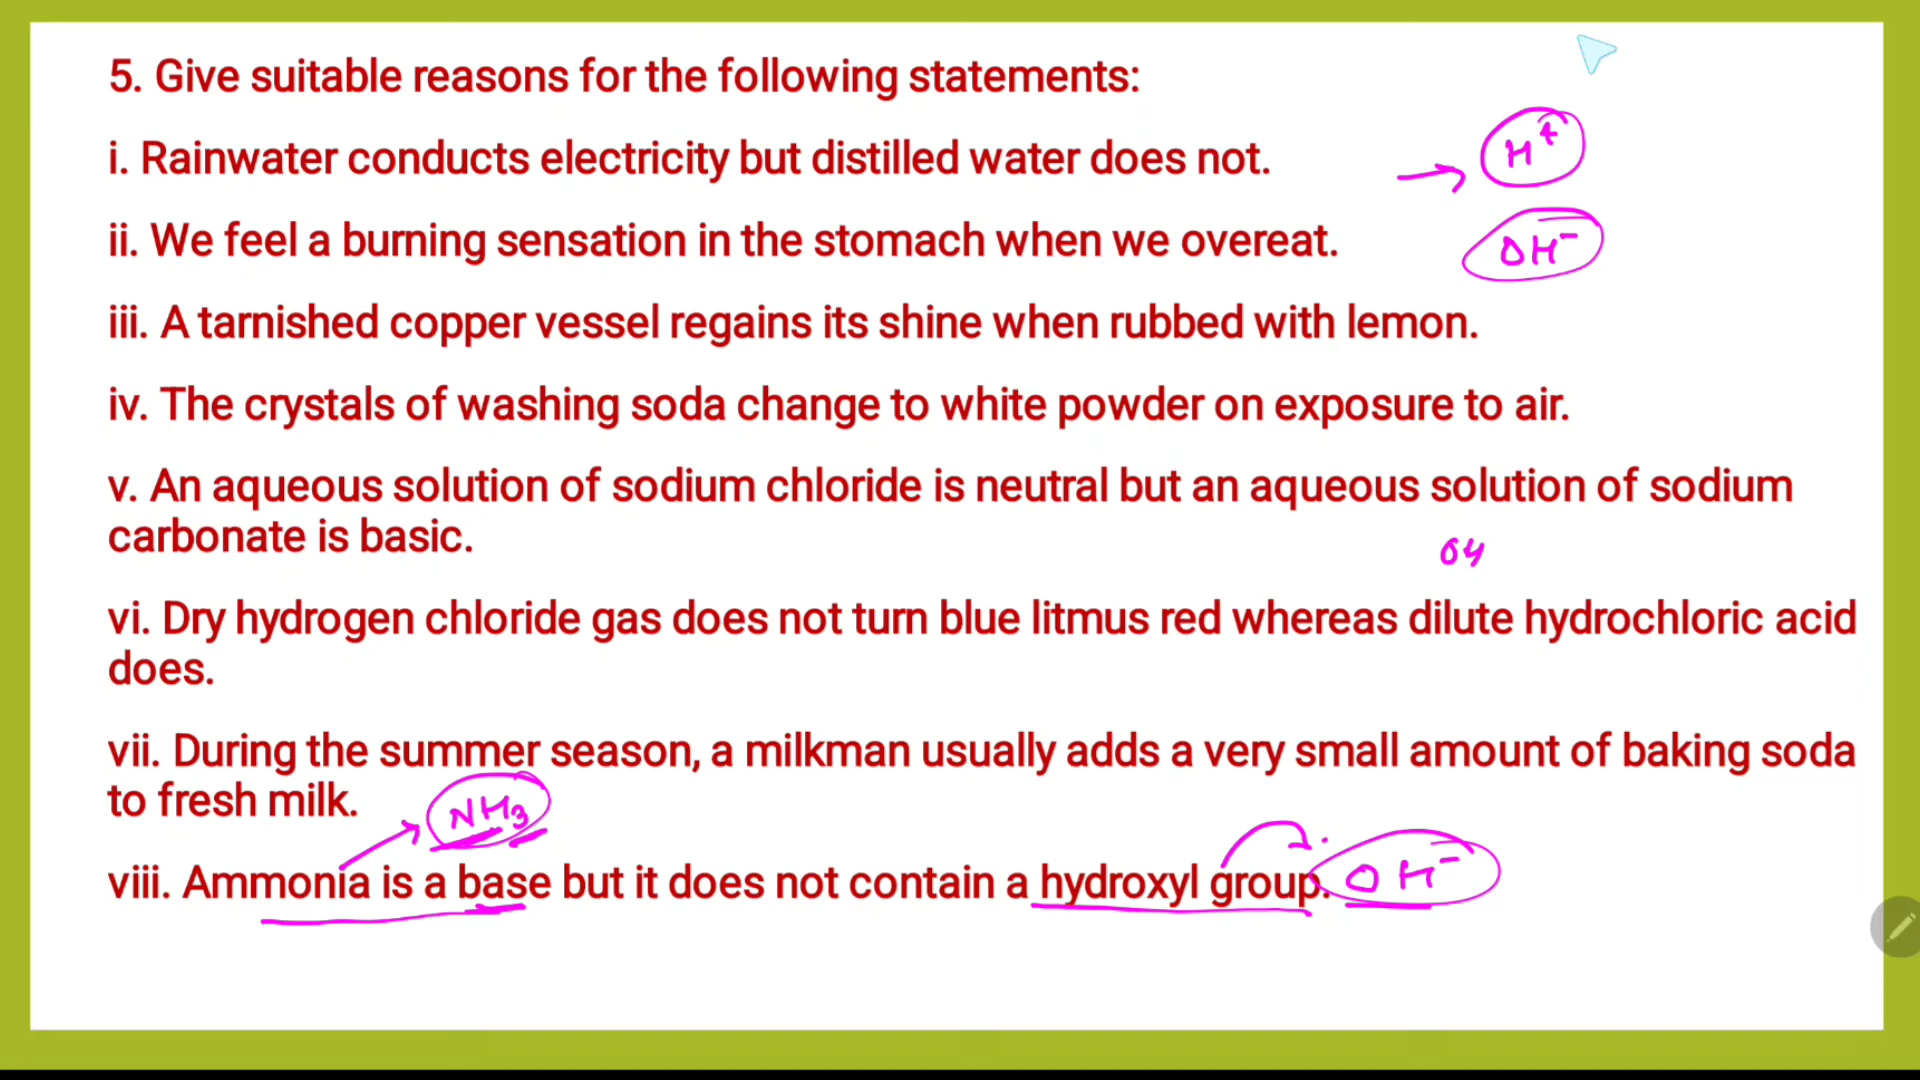 5. Give suitable reasons for the following statements:
i. Rainwater conducts electricity but distilled water does not.
H+
ii. We feel a burning sensation in the stomach when we overeat.
OH-
iii. A tarnished copper vessel regains its shine when rubbed with lemon.
iv. The crystals of washing soda change to white powder on exposure to air.
v. An aqueous solution of sodium chloride is neutral but an aqueous solution of sodium
carbonate is basic.
vi. Dry hydrogen chloride gas does not turn blue litmus red whereas dilute hydrochloric acid
does.
vii. During the summer season, a milkman usually adds a very small amount of baking soda
to fresh milk.
NH3
viii. Ammonia is a base but it does not contain a hydroxyl group.
OH-